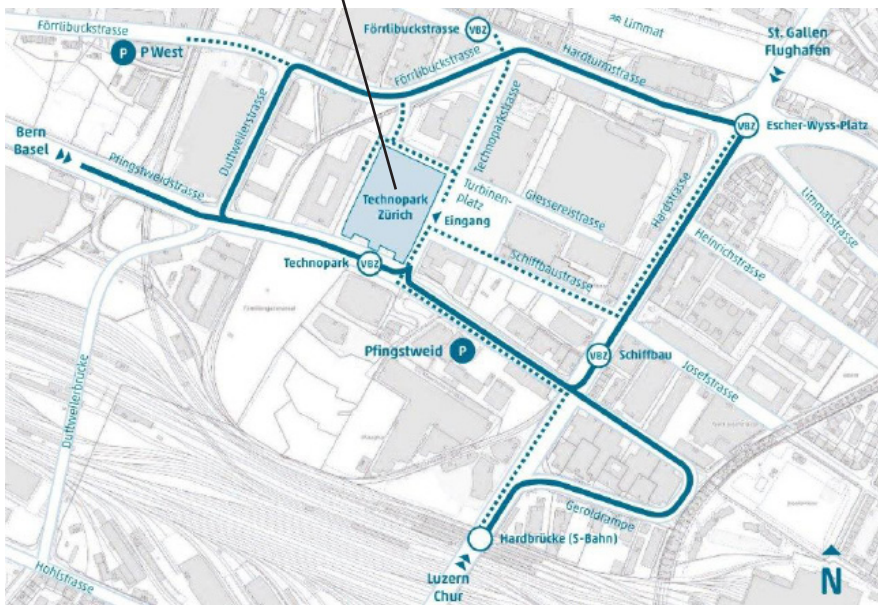 Förrlibuckstrasse
P
P West
Förrlibuckstrasse
VBZ
Limmat
St. Gallen
Flughafen
Förrlibuckstrasse
Hardturmstrasse
VBZ
Escher-Wyss-Platz
Bern
Basel
Pfingstweidstrasse
Duttweilerstrasse
Technoparkstrasse
Technopark
Zürich
Turbinen-
platz
Eingang
Giessereistrasse
Hardstrasse
Limmatstrasse
Heinrichstrasse
Schiffbaustrasse
Technopark
VBZ
Pfingstweid
P
VBZ
Schiffbau
Josefstrasse
Duttweilerbrücke
Geroldrampe
Hardbrücke (S-Bahn)
Hohlstrasse
Luzern
Chur
N